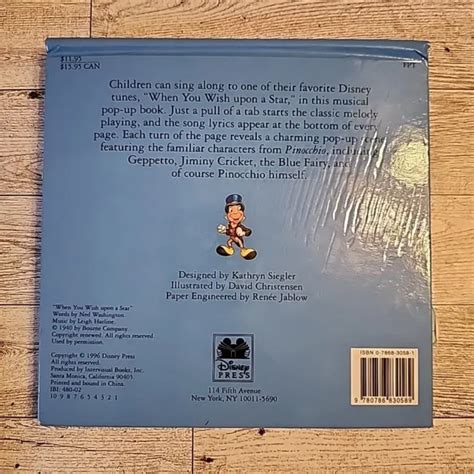 $11.95
$15.95 CAN
FPT
Children can sing along to one of their favorite Disney
tunes, "When You Wish upon a Star," in this musical
pop-up book. Just a pull of a tab starts the classic melody
playing, and the song lyrics appear at the bottom of every
page. Each turn of the page reveals a charming pop-up
featuring the familiar characters from Pinocchio, including
Geppetto, Jiminy Cricket, the Blue Fairy, and
of course Pinocchio himself.
Designed by Kathryn Siegler
Illustrated by David Christensen
Paper Engineered by Renée Jablow
"When You Wish upon a Star"
Words by Ned Washington.
Music by Leigh Harline.
© 1940 by Bourne Company.
Copyright renewed. All rights reserved.
Used by permission.
Copyright © 1996 Disney Press
All rights reserved.
Produced by Intervisual Books, Inc.
Santa Monica, California 90405
Printed and bound in China.
IBI: 480-02
10 9 8 7 6 5 4 3 2 1
Disney
PRESS
114 Fifth Avenue
New York, NY 10011-5690
ISBN 0-7868-3058-1
9 780786 830589